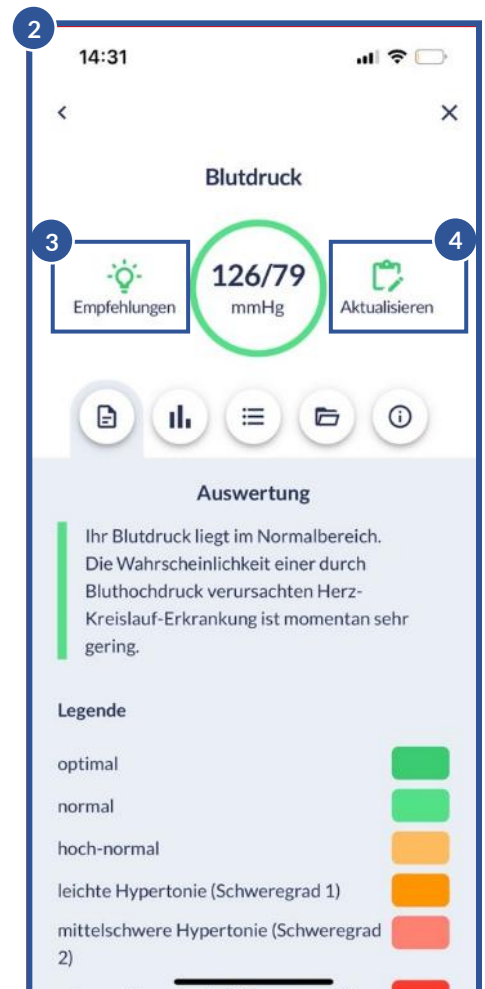 2
14:31
Blutdruck
3
4
126/79
mmHg
Empfehlungen
Aktualisieren
Auswertung
Ihr Blutdruck liegt im Normalbereich.
Die Wahrscheinlichkeit einer durch
Bluthochdruck verursachten Herz-
Kreislauf-Erkrankung ist momentan sehr
gering.
Legende
optimal
normal
hoch-normal
leichte Hypertonie (Schweregrad 1)
mittelschwere Hypertonie (Schweregrad
2)